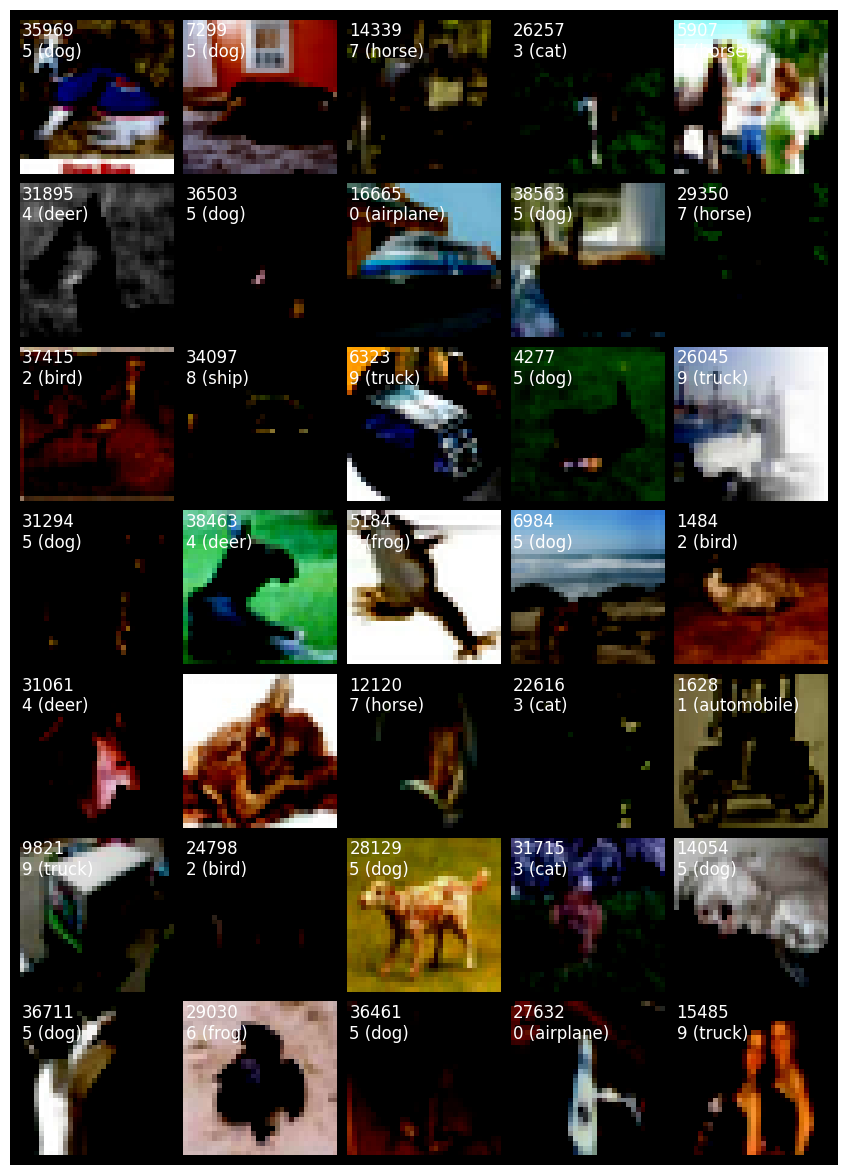 35969
5 (dog)
7299
5 (dog)
14339
7 (horse)
26257
3 (cat)
5907
31895
4 (deer)
36503
5 (dog)
16665
0 (airplane)
38563
5 (dog)
29350
7 (horse)
37415
2 (bird)
34097
8 (ship)
6323
9 (truck)
4277
5 (dog)
26045
9 (truck)
31294
5 (dog)
38463
4 (deer)
5184
(frog)
6984
5 (dog)
1484
2 (bird)
31061
4 (deer)
12120
7 (horse)
22616
3 (cat)
1628
1 (automobile)
9821
9 (truck)
24798
2 (bird)
28129
5 (dog)
31715
3 (cat)
14054
5 (dog)
36711
5 (dog)
29030
6 (frog)
36461
5 (dog)
27632
0 (airplane)
15485
9 (truck)